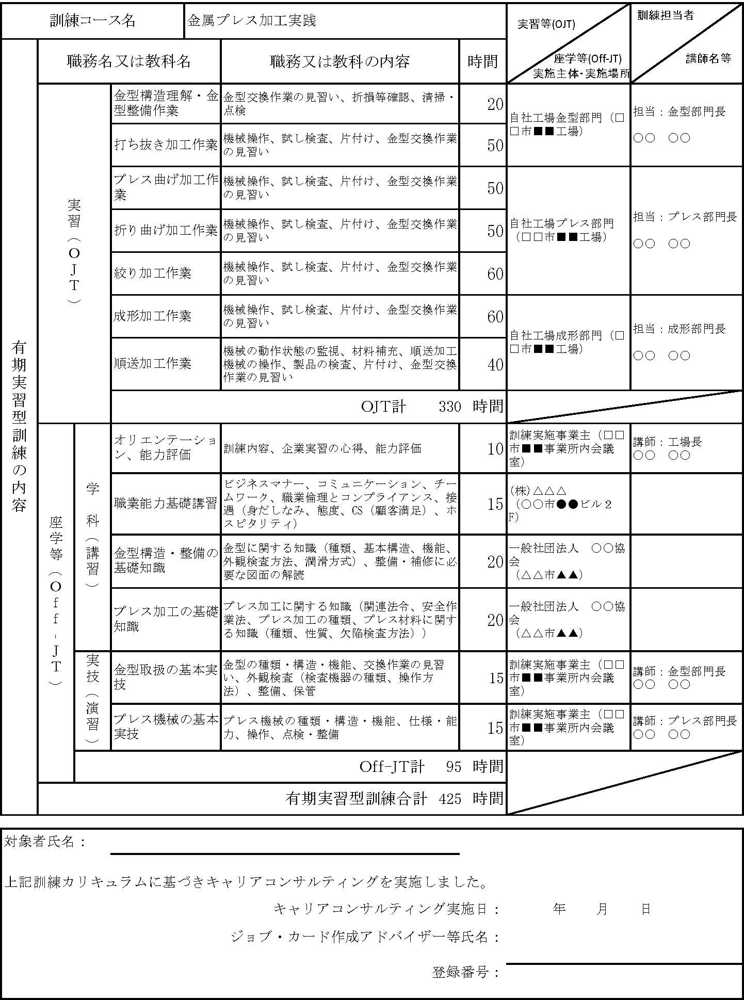 訓練コース名
金属プレス加工実践
実習等(OJT)
座学等(Off-JT)
実施主体・実施場所
訓練担当者
講師名等
有期実習型訓練の内容
職務名又は教科名
職務又は教科の内容
時間
実習（OJT）
金型構造理解・金
型整備作業
金型交換作業の見習い、折損等確認、清掃・
点検
20
自社工場金型部門（□
□市■■工場）
担当：金型部門長
○○　○○
打ち抜き加工作業
機械操作、試し検査、片付け、金型交換作業
の見習い
50
プレス曲げ加工作
業
機械操作、試し検査、片付け、金型交換作業
の見習い
50
自社工場プレス部門
（□□市■■工場）
担当：プレス部門長
○○　○○
折り曲げ加工作業
機械操作、試し検査、片付け、金型交換作業
の見習い
50
絞り加工作業
機械操作、試し検査、片付け、金型交換作業
の見習い
60
成形加工作業
機械操作、試し検査、片付け、金型交換作業
の見習い
60
自社工場成形部門（□
□市■■工場）
担当：成形部門長
○○　○○
順送加工作業
機械の動作状態の監視、材料補充、順送加工
機械の操作、製品の検査、片付け、金型交換
作業の見習い
40
OJT計　330　時間
座学等（Off-JT）
学　科（講習）
オリエンテーショ
ン、能力評価
訓練内容、企業実習の心得、能力評価
10
訓練実施事業主（□□
市■■事業所内会議
室）
講師：工場長
○○　○○
職業能力基礎講習
ビジネスマナー、コミュニケーション、チー
ムワーク、職業倫理とコンプライアンス、接
遇（身だしなみ、態度、CS（顧客満足）、ホ
スピタリティ）
15
(株)△△△
（○○市●●ビル２
F）
金型構造・整備の
基礎知識
金型に関する知識（種類、基本構造、機能、
外観検査方法、潤滑方式）、整備・補修に必
要な図面の解読
20
一般社団法人　○○協
会
（△△市▲▲）
プレス加工の基礎
知識
プレス加工に関する知識（関連法令、安全作
業法、プレス加工の種類、プレス材料に関す
る知識（種類、性質、欠陥検査方法））
20
一般社団法人　○○協
会
（△△市▲▲）
実技（演習）
金型取扱の基本実
技
金型の種類・構造・機能、交換作業の見習
い、外観検査（検査機器の種類、操作方
法）、整備、保管
15
訓練実施事業主（□□
市■■事業所内会議
室）
講師：金型部門長
○○　○○
プレス機械の基本
実技
プレス機械の種類・構造・機能、仕様・能
力、操作、点検・整備
15
訓練実施事業主（□□
市■■事業所内会議
室）
講師：プレス部門長
○○　○○
Off-JT計　95　時間
有期実習型訓練合計　425　時間
対象者氏名：
上記訓練カリキュラムに基づきキャリアコンサルティングを実施しました。
キャリアコンサルティング実施日：　　　年　　月　　日
ジョブ・カード作成アドバイザー等氏名：
登録番号：